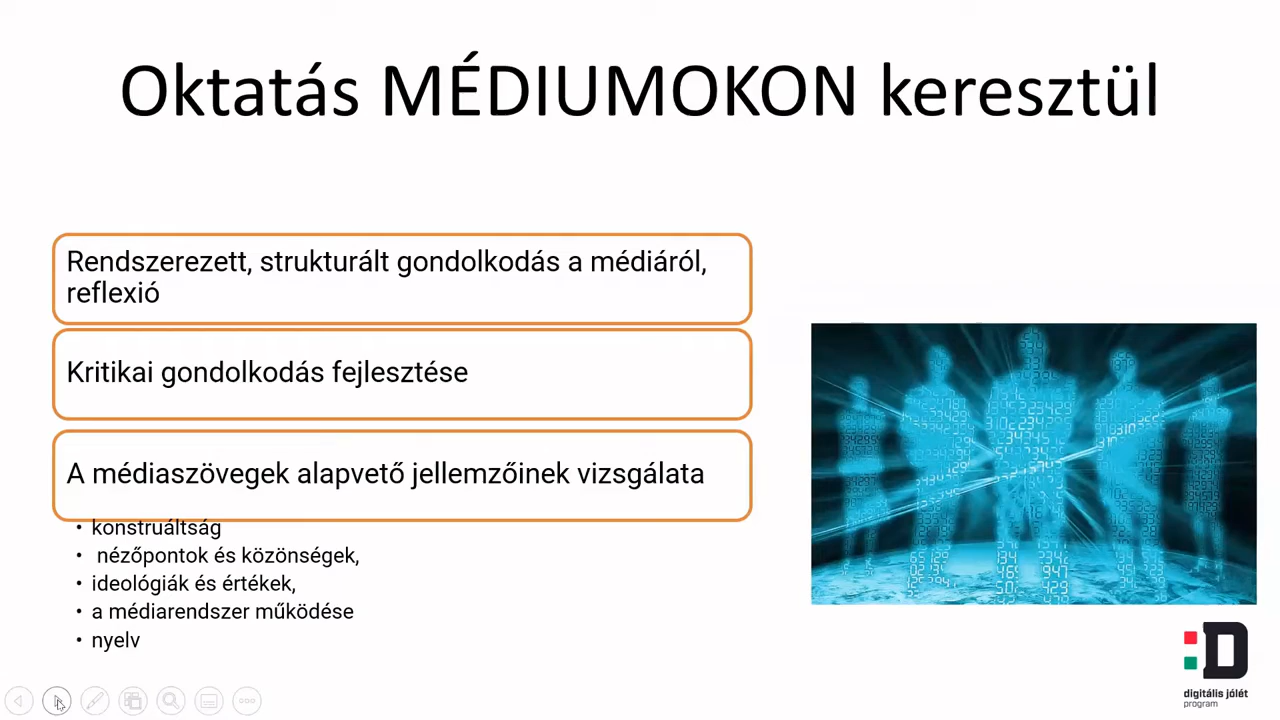 Oktatás MÉDIUMOKON keresztül
Rendszerezett, strukturált gondolkodás a médiáról,
reflexió
Kritikai gondolkodás fejlesztése
A médiaszövegek alapvető jellemzőinek vizsgálata
• konstruáltság
• nézőpontok és közönségek,
• ideológiák és értékek,
• a médiarendszer működése
• nyelv
:D
digitális jólét
program